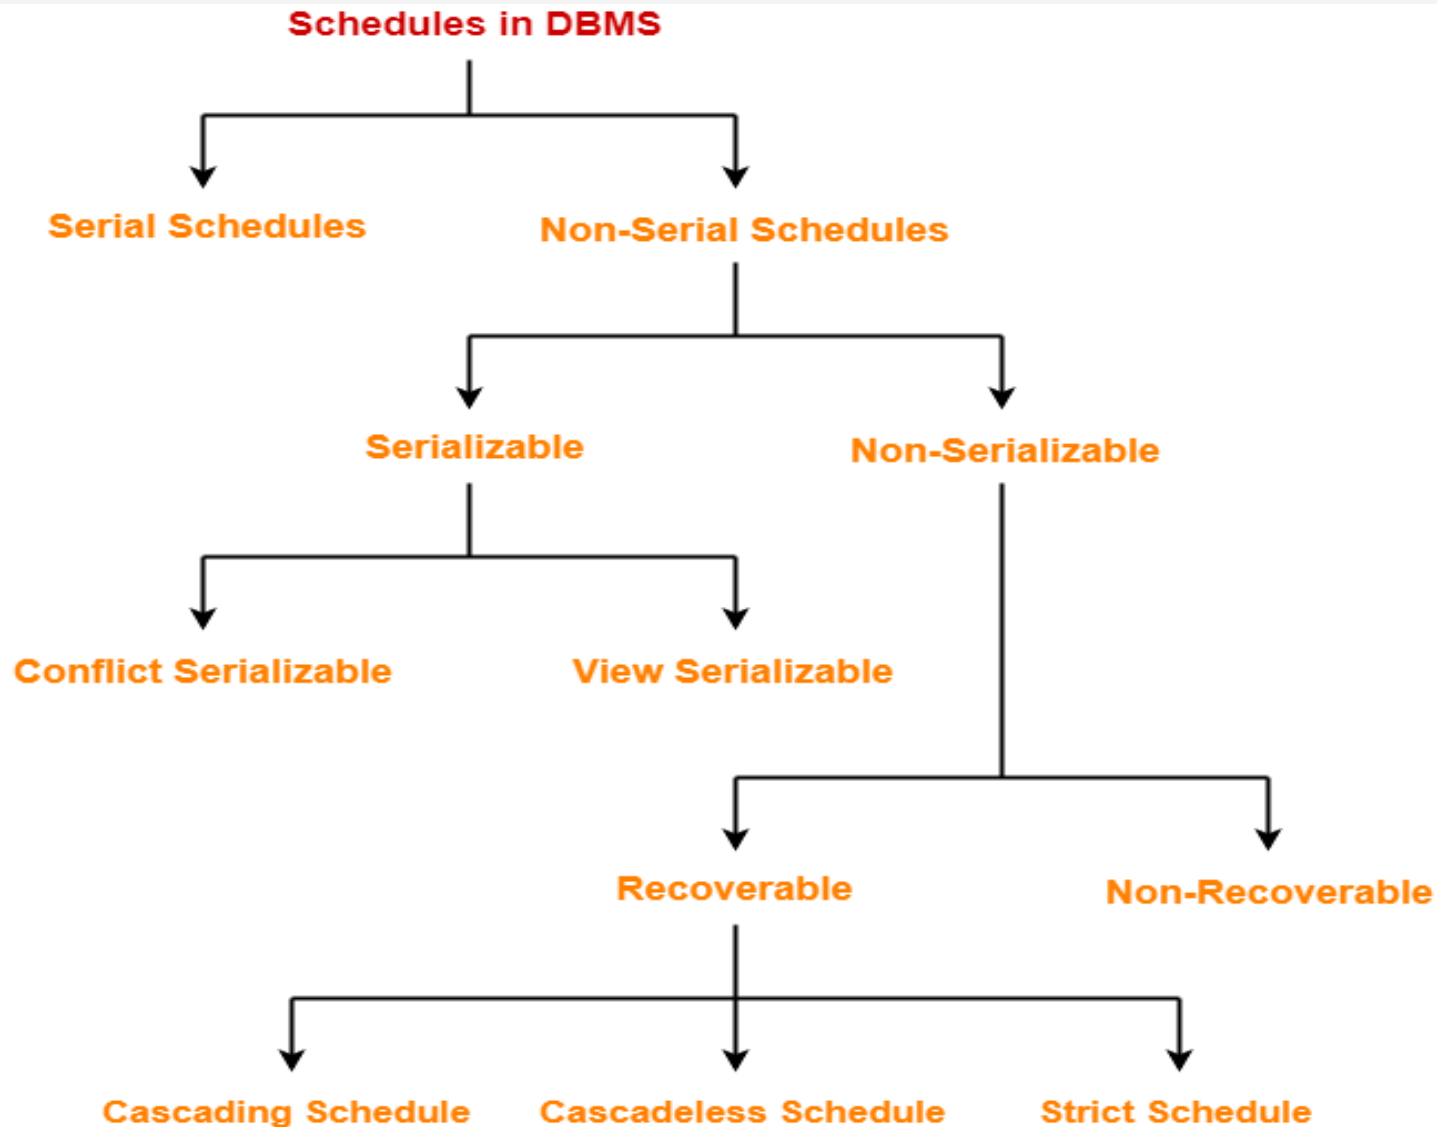 Schedules in DBMS
Serial Schedules
Non-Serial Schedules
Serializable
Non-Serializable
Conflict Serializable
View Serializable
Recoverable
Non-Recoverable
Cascading Schedule
Cascadeless Schedule
Strict Schedule